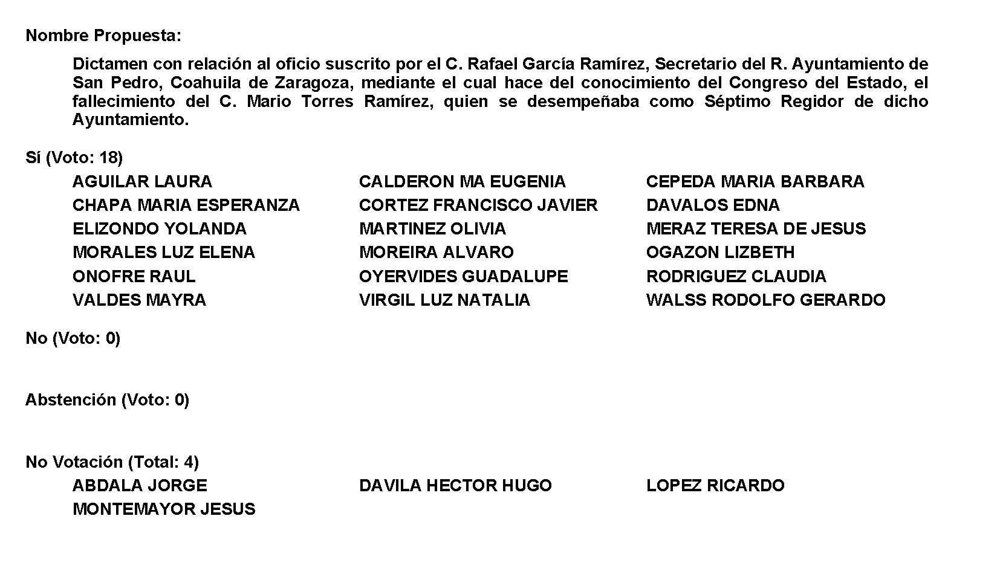 Nombre Propuesta:
Dictamen con relación al oficio suscrito por el C. Rafael García Ramírez, Secretario del R. Ayuntamiento de
San Pedro, Coahuila de Zaragoza, mediante el cual hace del conocimiento del Congreso del Estado, el
fallecimiento del C. Mario Torres Ramírez, quien se desempeñaba como Séptimo Regidor de dicho
Ayuntamiento.
Sí (Voto: 18)
AGUILAR LAURA CALDERON MA EUGENIA CEPEDA MARIA BARBARA
CHAPA MARIA ESPERANZA CORTEZ FRANCISCO JAVIER DAVALOS EDNA
ELIZONDO YOLANDA MARTINEZ OLIVIA MERAZ TERESA DE JESUS
MORALES LUZ ELENA MOREIRA ALVARO OGAZON LIZBETH
ONOFRE RAUL OYERVIDES GUADALUPE RODRIGUEZ CLAUDIA
VALDES MAYRA VIRGIL LUZ NATALIA WALSS RODOLFO GERARDO
No (Voto: 0)
Abstención (Voto: 0)
No Votación (Total: 4)
ABDALA JORGE DAVILA HECTOR HUGO LOPEZ RICARDO
MONTEMAYOR JESUS